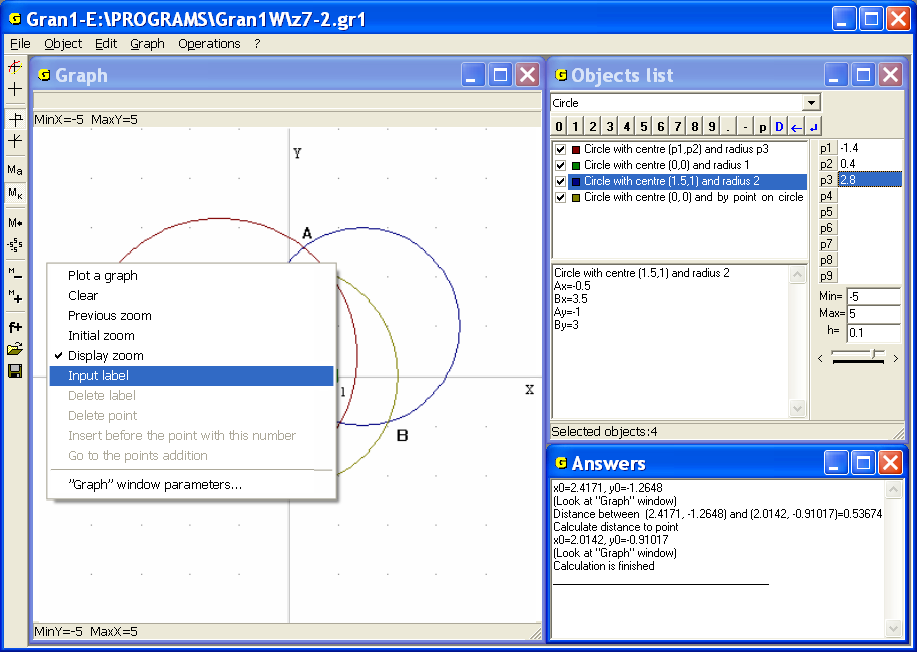 Gran1-E:\PROGRAMS\Gran1W\z7-2.gr1
File Object Edit Graph Operations ?
Graph
MinX=-5 MaxY=5
Y
A
X
1
B
Plot a graph
Clear
Previous zoom
Initial zoom
Display zoom
Input label
Delete label
Delete point
Insert before the point with this number
Go to the points addition
"Graph" window parameters...
MinY=-5 MaxX=5
Ma
Mк
M*
M
M
f+
Objects list
Circle
0 1 2 3 4 5 6 7 8 9 . - p D ←
Circle with centre (p1,p2) and radius p3
Circle with centre (0,0) and radius 1
Circle with centre (1.5,1) and radius 2
Circle with centre (0,0) and by point on circle
p1 -1.4
p2 0.4
p3 2.8
p4
p5
p6
p7
p8
p9
Min= -5
Max= 5
h= 0.1
< >
Circle with centre (1.5,1) and radius 2
Ax=-0.5
Bx=3.5
Ay=-1
By=3
Selected objects:4
Answers
x0=2.4171, y0=-1.2648
(Look at "Graph" window)
Distance between (2.4171, -1.2648) and (2.0142, -0.91017)=0.53674
Calculate distance to point
x0=2.0142, y0=-0.91017
(Look at "Graph" window)
Calculation is finished